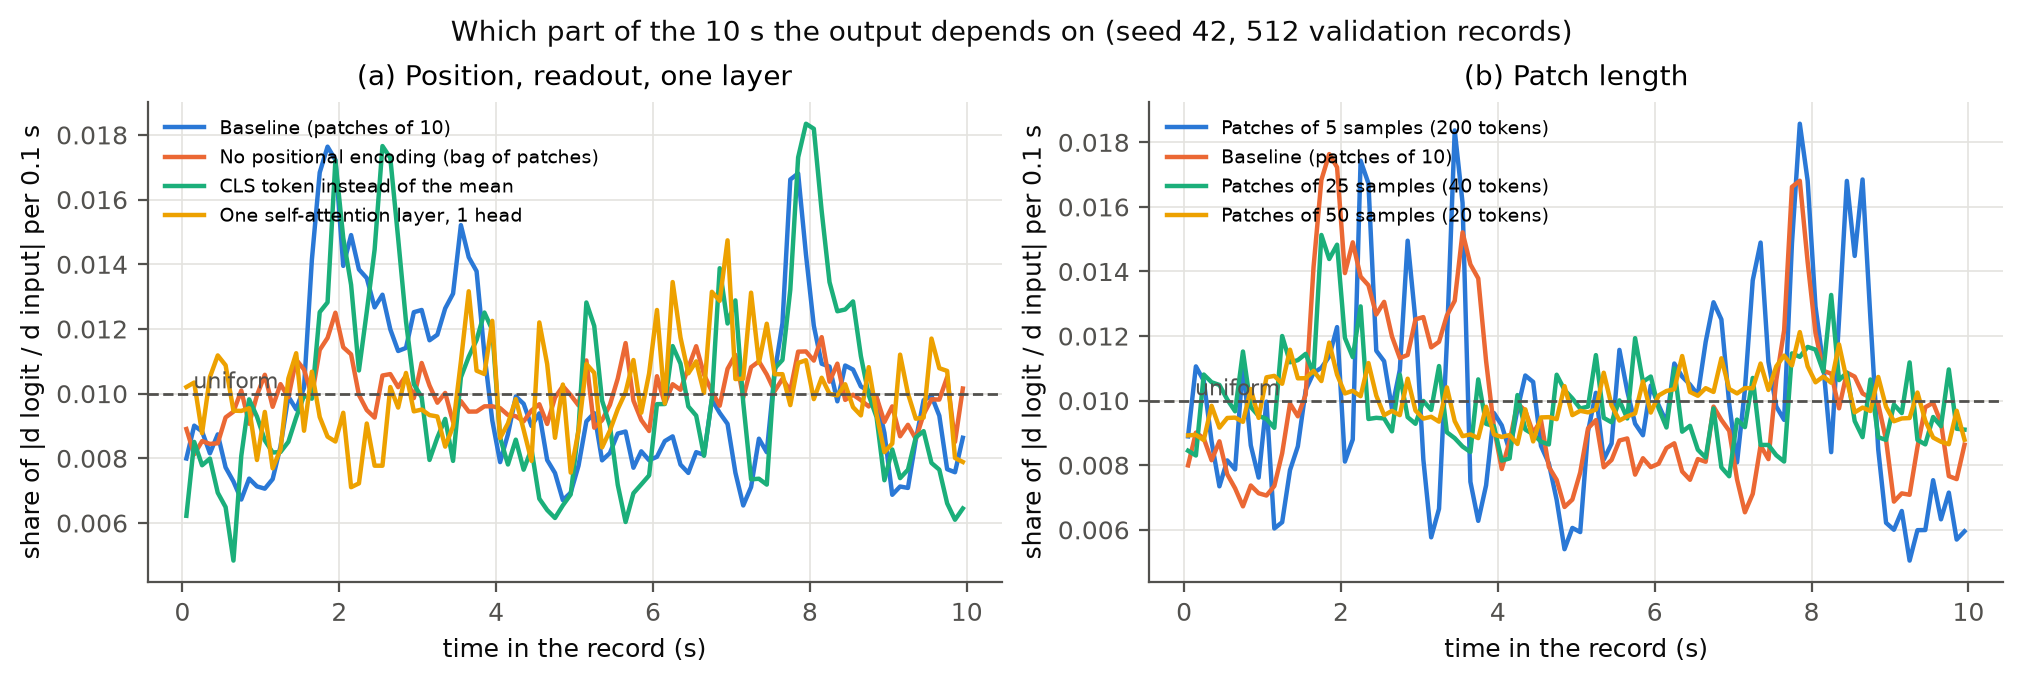 Which part of the 10 s the output depends on (seed 42, 512 validation records)
(a) Position, readout, one layer
share of |d logit / d input| per 0.1 s
0.018
0.016
0.014
0.012
0.010
0.008
0.006
Baseline (patches of 10)
No positional encoding (bag of patches)
CLS token instead of the mean
One self-attention layer, 1 head
uniform
0
2
4
6
8
10
time in the record (s)
(b) Patch length
share of |d logit / d input| per 0.1 s
0.018
0.016
0.014
0.012
0.010
0.008
0.006
Patches of 5 samples (200 tokens)
Baseline (patches of 10)
Patches of 25 samples (40 tokens)
Patches of 50 samples (20 tokens)
uniform
0
2
4
6
8
10
time in the record (s)